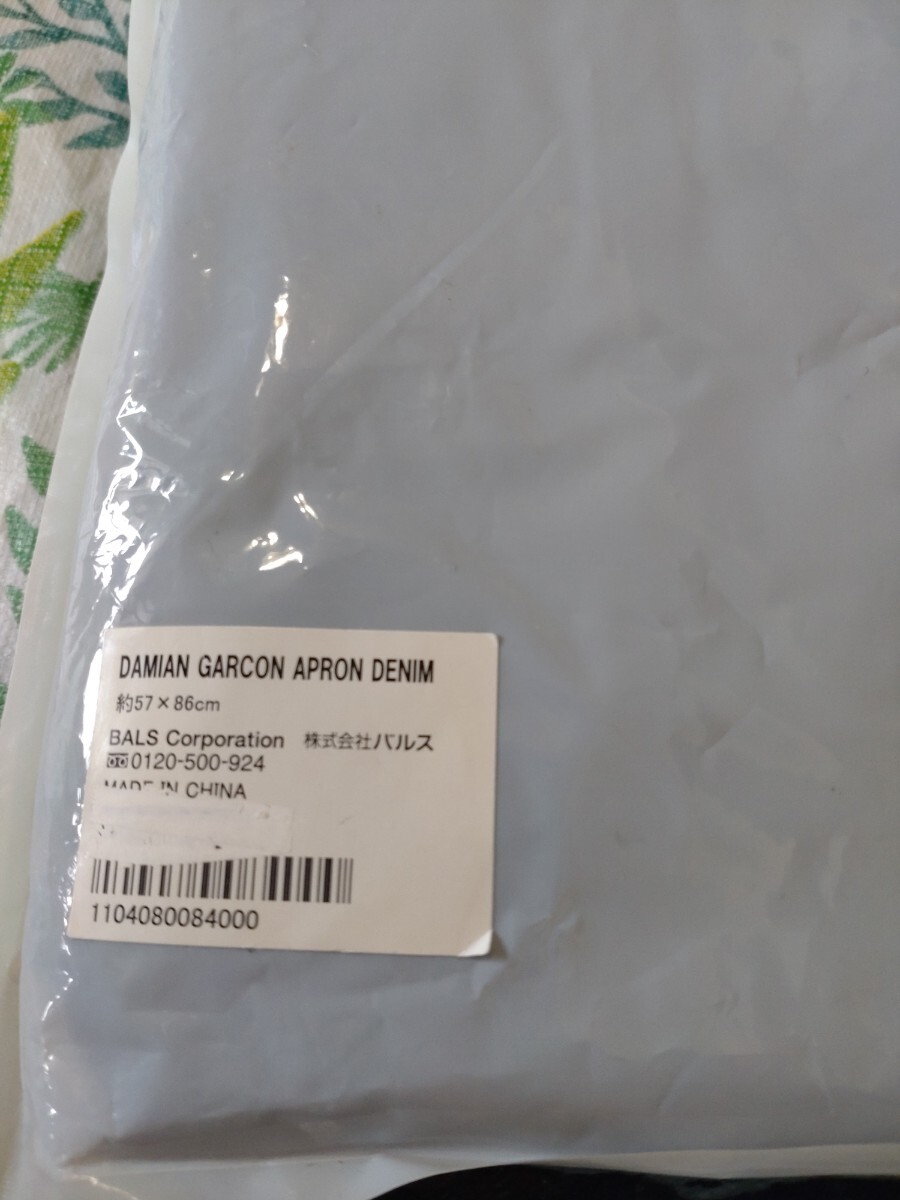 DAMIAN GARCON APRON DENIM
約57×86cm
BALS Corporation 株式会社バルス
0120-500-924
MADE IN CHINA
1104080084000